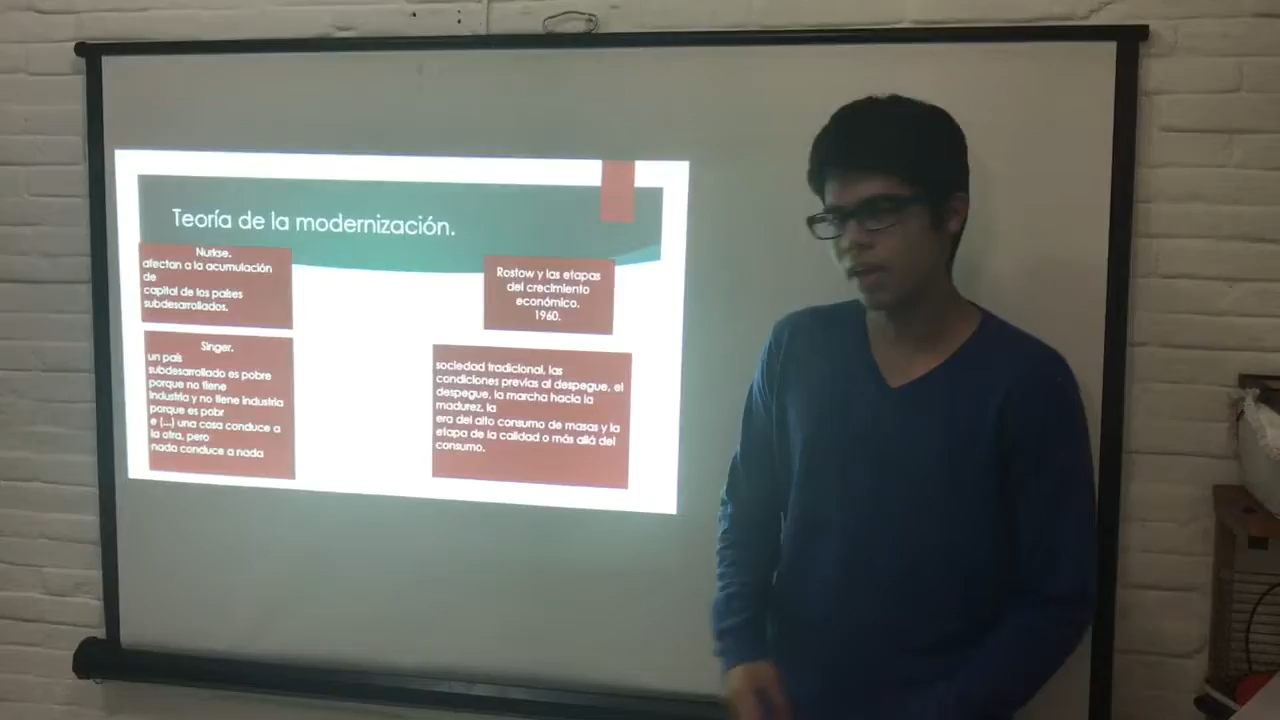 Teoría de la modernización.
Nurkse.
afectan a la acumulación
de
capital de los países
subdesarrollados.
Singer.
un país
subdesarrollado es pobre
porque no tiene
industria y no tiene industria
porque es pobr
e (...) una cosa conduce a
la otra, pero
nada conduce a nada
Rostow y las etapas
del crecimiento
económico.
1960.
sociedad tradicional, las
condiciones previas al despegue, el
despegue, la marcha hacia la
madurez, la
era del alto consumo de masas y la
etapa de la calidad o más allá del
consumo.